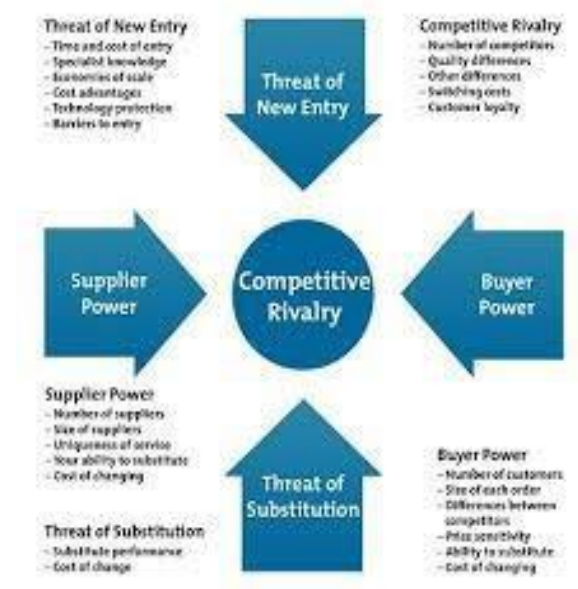 Threat of New Entry
- Time and cost of entry
- Specialist knowledge
- Economies of scale
- Cost advantages
- Technology protection
- Barriers to entry
Threat of
New Entry
Competitive Rivalry
- Number of competitors
- Quality differences
- Other differences
- Switching costs
- Customer loyalty
Supplier
Power
Competitive
Rivalry
Buyer
Power
Supplier Power
- Number of suppliers
- Size of suppliers
- Uniqueness of service
- Your ability to substitute
- Cost of changing
Threat of
Substitution
Threat of Substitution
- Substitute performance
- Cost of change
Buyer Power
- Number of customers
- Size of each order
- Differences between
competitors
- Price sensitivity
- Ability to substitute
- Cost of changing